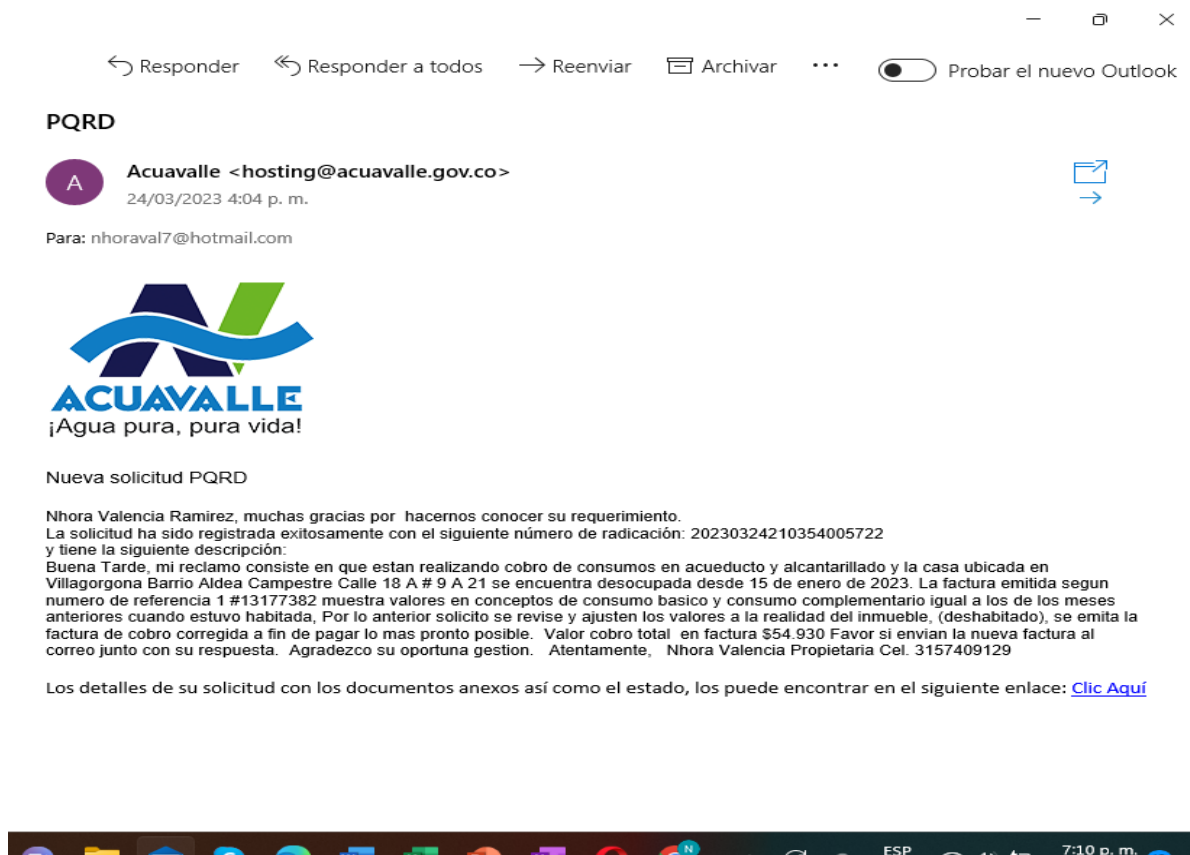 Responder Responder a todos Reenviar Archivar ... Probar el nuevo Outlook
PQRD
A
Acuavalle <hosting@acuavalle.gov.co>
24/03/2023 4:04 p. m.
Para: nhoraval7@hotmail.com
ACUAVALLE
¡Agua pura, pura vida!
Nueva solicitud PQRD
Nhora Valencia Ramirez, muchas gracias por hacernos conocer su requerimiento.
La solicitud ha sido registrada exitosamente con el siguiente número de radicación: 20230324210354005722
y tiene la siguiente descripción:
Buena Tarde, mi reclamo consiste en que estan realizando cobro de consumos en acueducto y alcantarillado y la casa ubicada en
Villagorgona Barrio Aldea Campestre Calle 18 A # 9 A 21 se encuentra desocupada desde 15 de enero de 2023. La factura emitida segun
numero de referencia 1 #13177382 muestra valores en conceptos de consumo basico y consumo complementario igual a los de los meses
anteriores cuando estuvo habitada, Por lo anterior solicito se revise y ajusten los valores a la realidad del inmueble, (deshabitado), se emita la
factura de cobro corregida a fin de pagar lo mas pronto posible. Valor cobro total en factura $54.930 Favor si envian la nueva factura al
correo junto con su respuesta. Agradezco su oportuna gestion. Atentamente, Nhora Valencia Propietaria Cel. 3157409129
Los detalles de su solicitud con los documentos anexos así como el estado, los puede encontrar en el siguiente enlace: Clic Aquí
N
ESP
7:10 p. m.